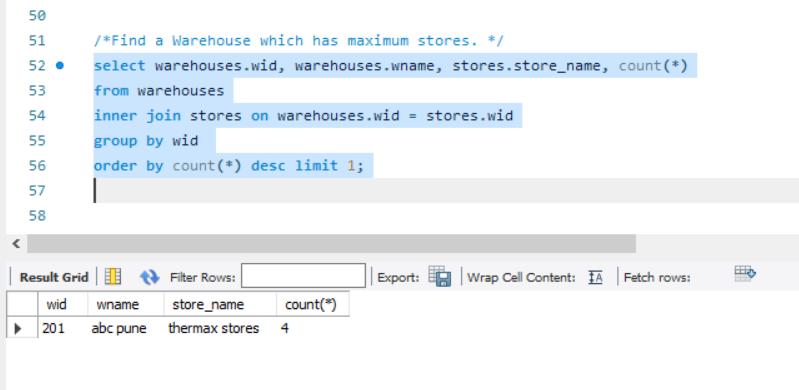 50
51 /*Find a Warehouse which has maximum stores. */
52 select warehouses.wid, warehouses.wname, stores.store_name, count(*)
53 from warehouses
54 inner join stores on warehouses.wid = stores.wid
55 group by wid
56 order by count(*) desc limit 1;
57
58
Result Grid Filter Rows: Export: Wrap Cell Content: Fetch rows:
wid wname store_name count(*)
201 abc pune thermax stores 4